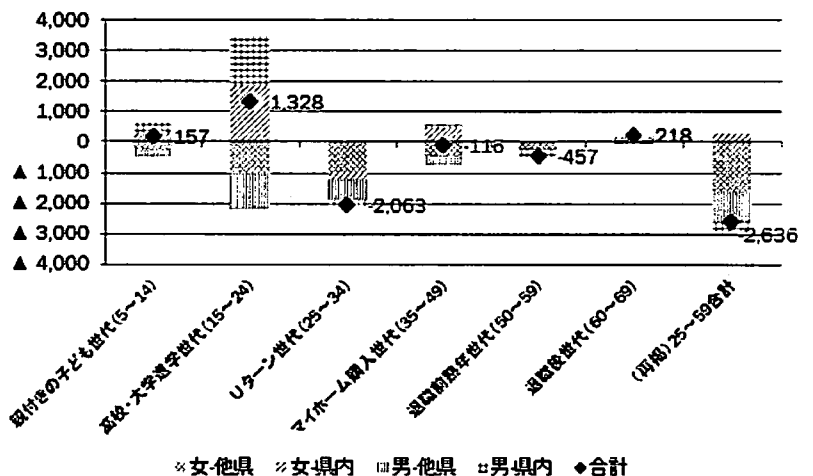 4,000
3,000
2,000
1,000
0
▲ 1,000
▲ 2,000
▲ 3,000
▲ 4,000
157
1,328
-2,063
-116
-457
218
-2,636
親付きの子ども世代(5～14)
高校・大学進学世代(15～24)
Uターン世代(25～34)
マイホーム購入世代(35～49)
退職前熟年世代(50～59)
退職後世代(60～69)
(再掲)25～59合計
女-他県 女-県内 男-他県 男-県内 合計